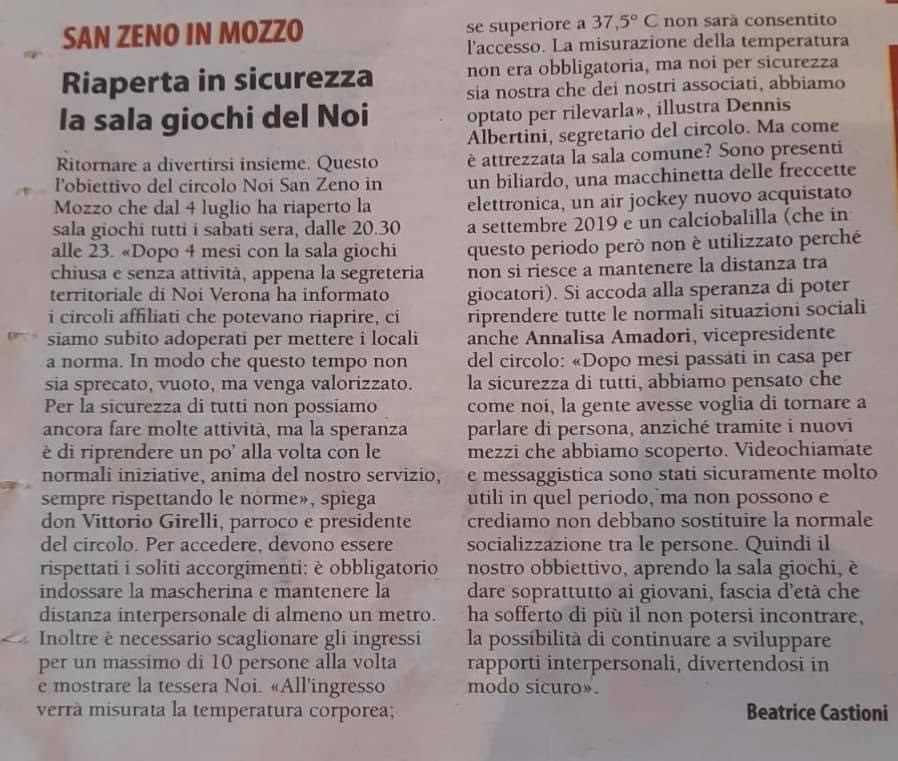 SAN ZENO IN MOZZO
Riaperta in sicurezza
la sala giochi del Noi
Ritornare a divertirsi insieme. Questo
l'obiettivo del circolo Noi San Zeno in
Mozzo che dal 4 luglio ha riaperto la
sala giochi tutti i sabati sera, dalle 20.30
alle 23. «Dopo 4 mesi con la sala giochi
chiusa e senza attività, appena la segreteria
territoriale di Noi Verona ha informato
i circoli affiliati che potevano riaprire, ci
siamo subito adoperati per mettere i locali
a norma. In modo che questo tempo non
sia sprecato, vuoto, ma venga valorizzato.
Per la sicurezza di tutti non possiamo
ancora fare molte attività, ma la speranza
è di riprendere un po' alla volta con le
normali iniziative, anima del nostro servizio,
sempre rispettando le norme», spiega
don Vittorio Girelli, parroco e presidente
del circolo. Per accedere, devono essere
rispettati i soliti accorgimenti: è obbligatorio
indossare la mascherina e mantenere la
distanza interpersonale di almeno un metro.
Inoltre è necessario scaglionare gli ingressi
per un massimo di 10 persone alla volta
e mostrare la tessera Noi. «All'ingresso
verrà misurata la temperatura corporea;
se superiore a 37,5° C non sarà consentito
l'accesso. La misurazione della temperatura
non era obbligatoria, ma noi per sicurezza
sia nostra che dei nostri associati, abbiamo
optato per rilevarla», illustra Dennis
Albertini, segretario del circolo. Ma come
è attrezzata la sala comune? Sono presenti
un biliardo, una macchinetta delle freccette
elettronica, un air jockey nuovo acquistato
a settembre 2019 e un calciobalilla (che in
questo periodo però non è utilizzato perché
non si riesce a mantenere la distanza tra
giocatori). Si accoda alla speranza di poter
riprendere tutte le normali situazioni sociali
anche Annalisa Amadori, vicepresidente
del circolo: «Dopo mesi passati in casa per
la sicurezza di tutti, abbiamo pensato che
come noi, la gente avesse voglia di tornare a
parlare di persona, anziché tramite i nuovi
mezzi che abbiamo scoperto. Videochiamate
e messaggistica sono stati sicuramente molto
utili in quel periodo, ma non possono e
crediamo non debbano sostituire la normale
socializzazione tra le persone. Quindi il
nostro obbiettivo, aprendo la sala giochi, è
dare soprattutto ai giovani, fascia d'età che
ha sofferto di più il non potersi incontrare,
la possibilità di continuare a sviluppare
rapporti interpersonali, divertendosi in
modo sicuro».
Beatrice Castioni